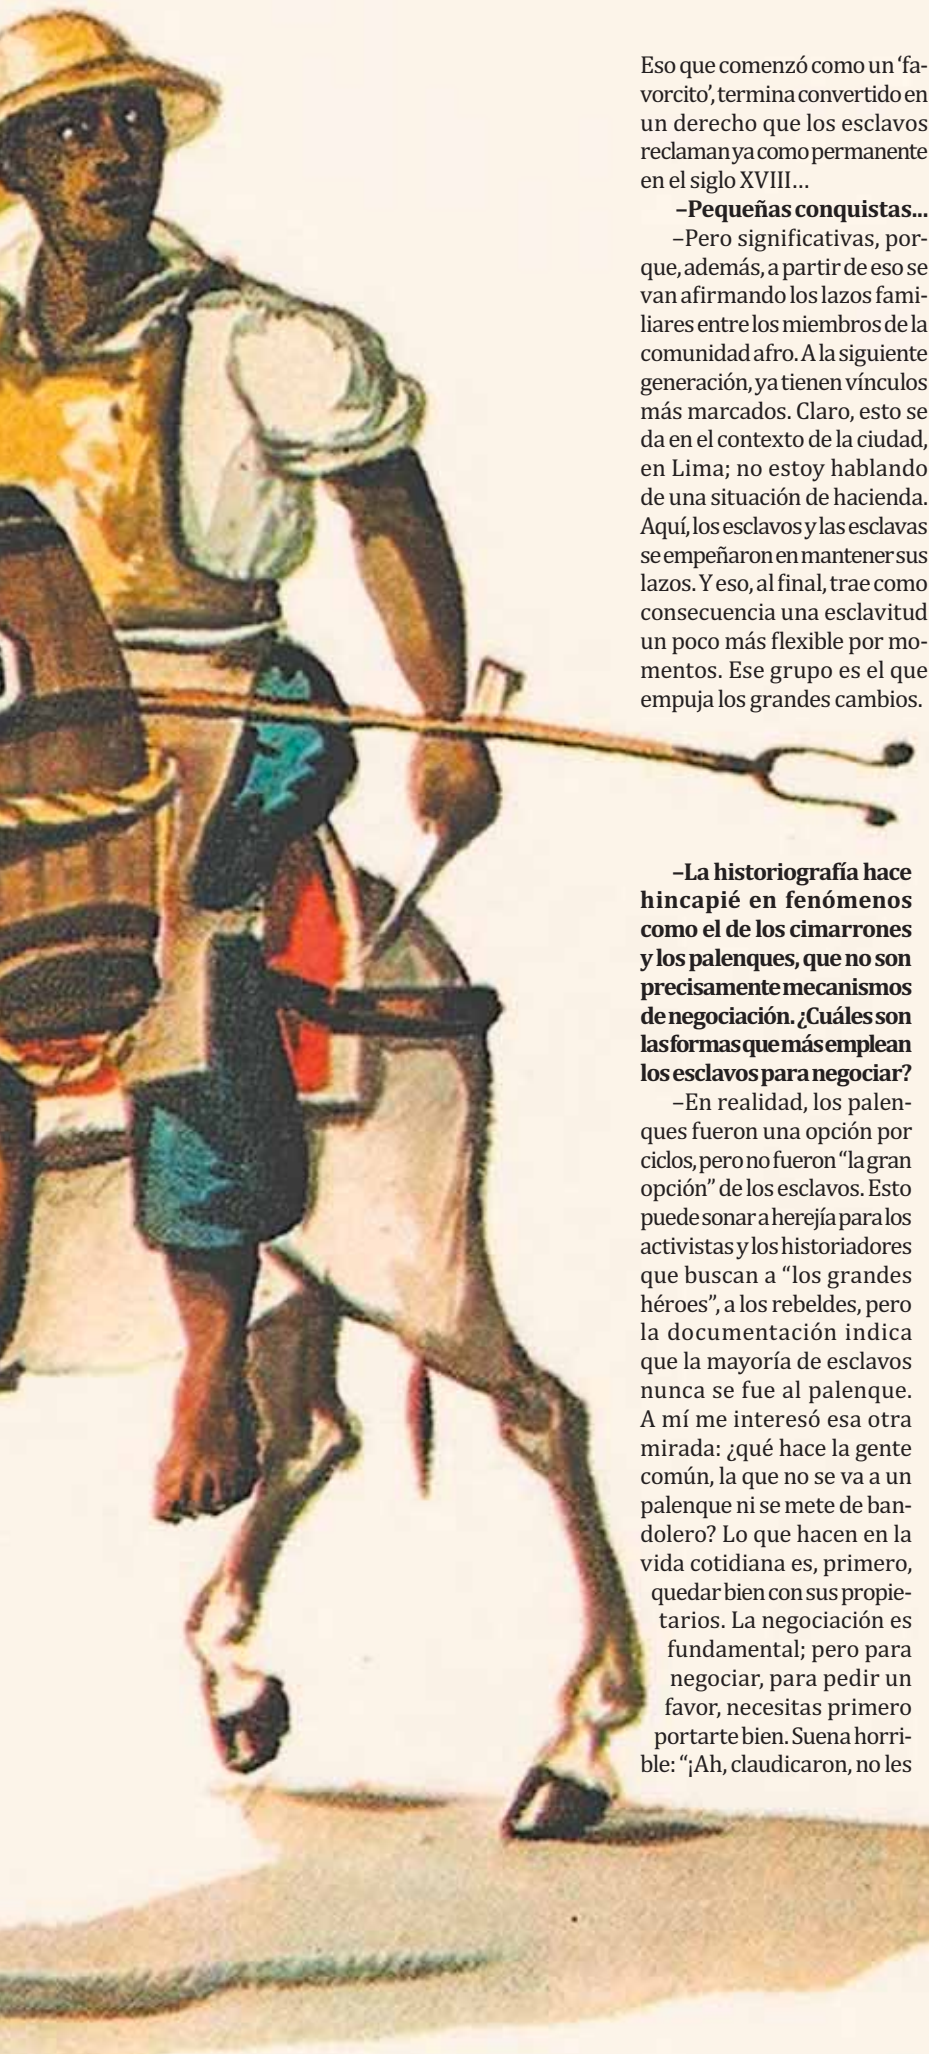 Eso que comenzó como un ‘fa-
vorcito’, termina convertido en
un derecho que los esclavos
reclaman ya como permanente
en el siglo XVIII...
–Pequeñas conquistas...
–Pero significativas, por-
que, además, a partir de eso se
van afirmando los lazos fami-
liares entre los miembros de la
comunidad afro. A la siguiente
generación, ya tienen vínculos
más marcados. Claro, esto se
da en el contexto de la ciudad,
en Lima; no estoy hablando
de una situación de hacienda.
Aquí, los esclavos y las esclavas
se empeñaron en mantener sus
lazos. Y eso, al final, trae como
consecuencia una esclavitud
un poco más flexible por mo-
mentos. Ese grupo es el que
empuja los grandes cambios.
–La historiografía hace
hincapié en fenómenos
como el de los cimarrones
y los palenques, que no son
precisamente mecanismos
de negociación. ¿Cuáles son
las formas que más emplean
los esclavos para negociar?
–En realidad, los palen-
ques fueron una opción por
ciclos, pero no fueron “la gran
opción” de los esclavos. Esto
puede sonar a herejía para los
activistas y los historiadores
que buscan a “los grandes
héroes”, a los rebeldes, pero
la documentación indica
que la mayoría de esclavos
nunca se fue al palenque.
A mí me interesó esa otra
mirada: ¿qué hace la gente
común, la que no se va a un
palenque ni se mete de ban-
dolero? Lo que hacen en la
vida cotidiana es, primero,
quedar bien con sus propie-
tarios. La negociación es
fundamental; pero para
negociar, para pedir un
favor, necesitas primero
portarte bien. Suena horri-
ble: “¡Ah, claudicaron, no les